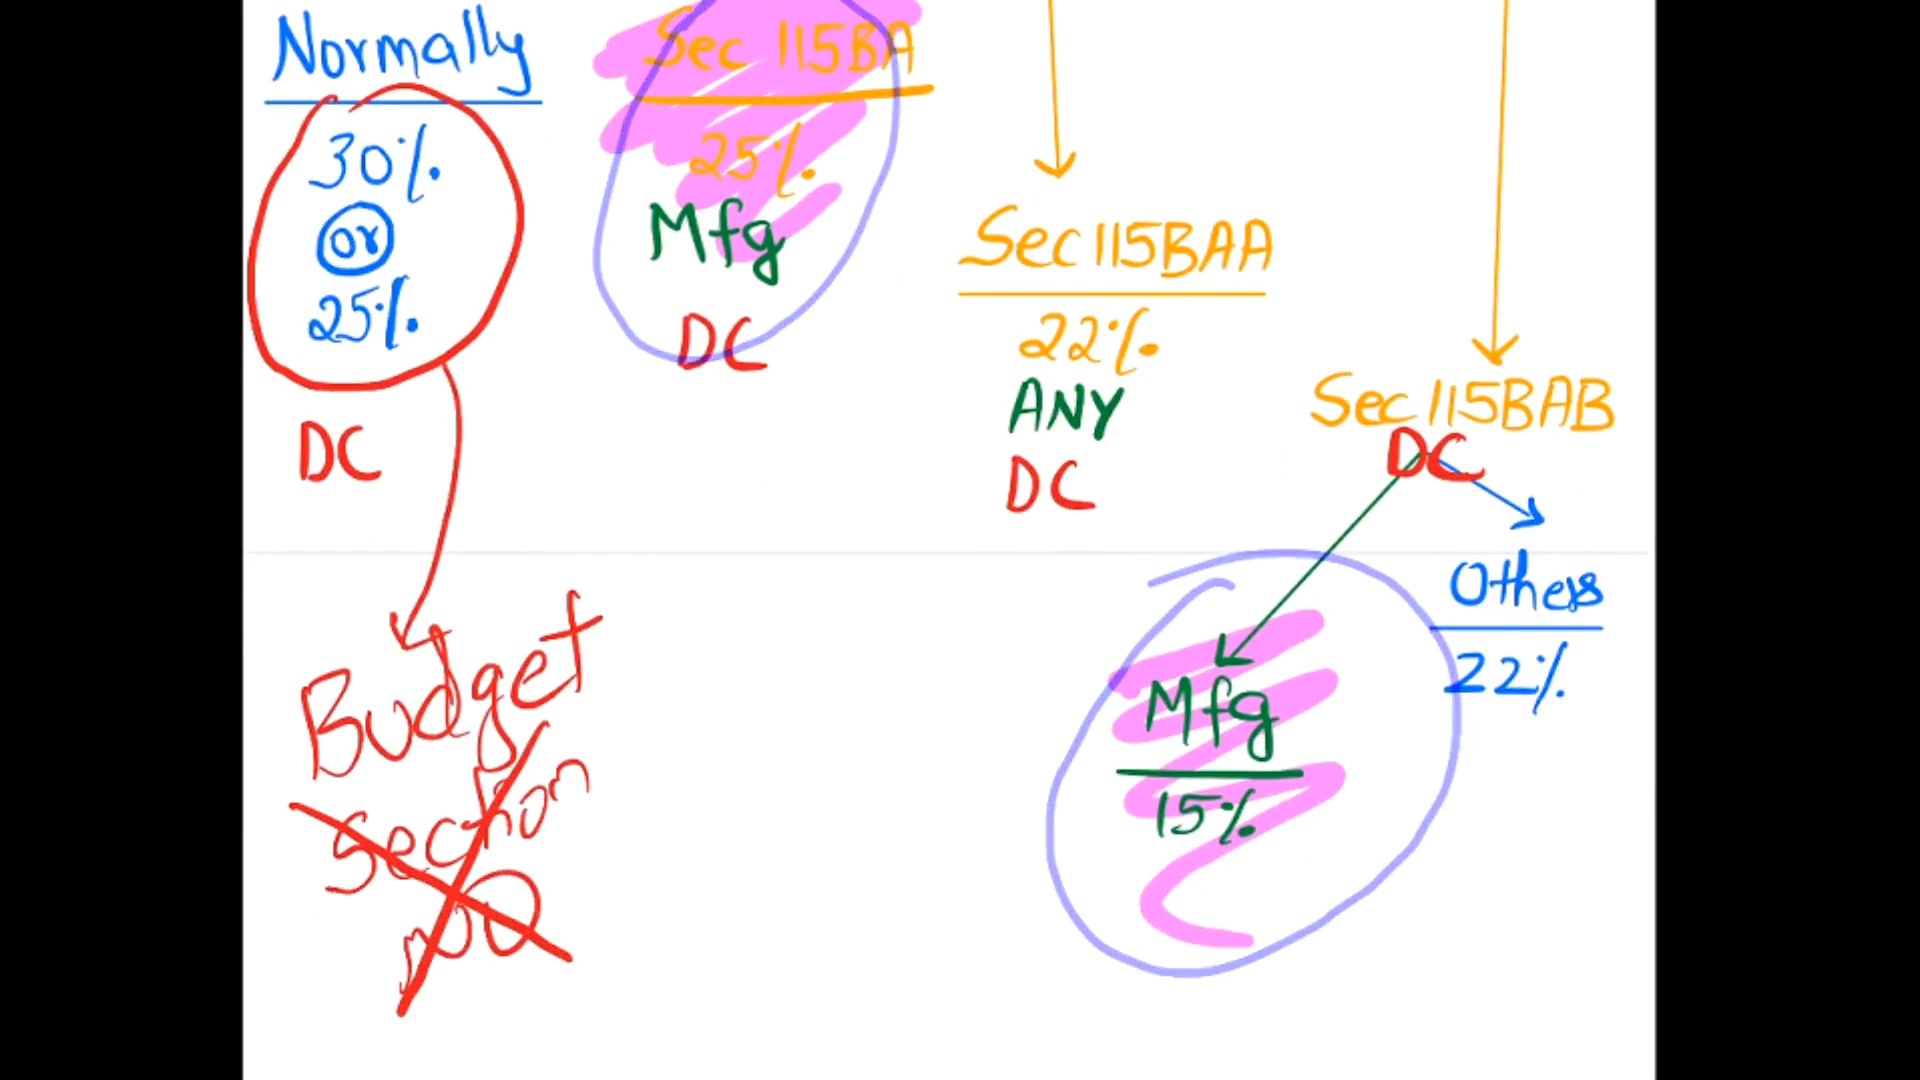 Normally
30%
or
25%
DC
Sec 115BA
25%
Mfg
DC
Sec 115BAA
22%
ANY
DC
Sec 115BAB
DC
Others
22%
Mfg
15%
Budget
Section
no